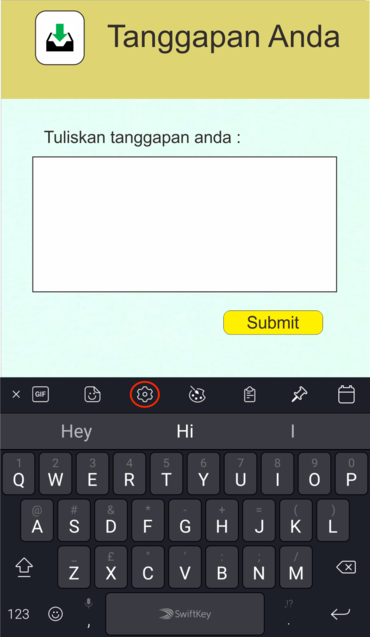 Tanggapan Anda
Tuliskan tanggapan anda :
Submit
GIF
Hey Hi I
1 2 3 4 5 6 7 8 9 0
Q W E R T Y U I O P
@ # & * - + = ( )
A S D F G H J K L
_ £ " ' : ; /
Z X C V B N M
123 , SwiftKey .
,!?